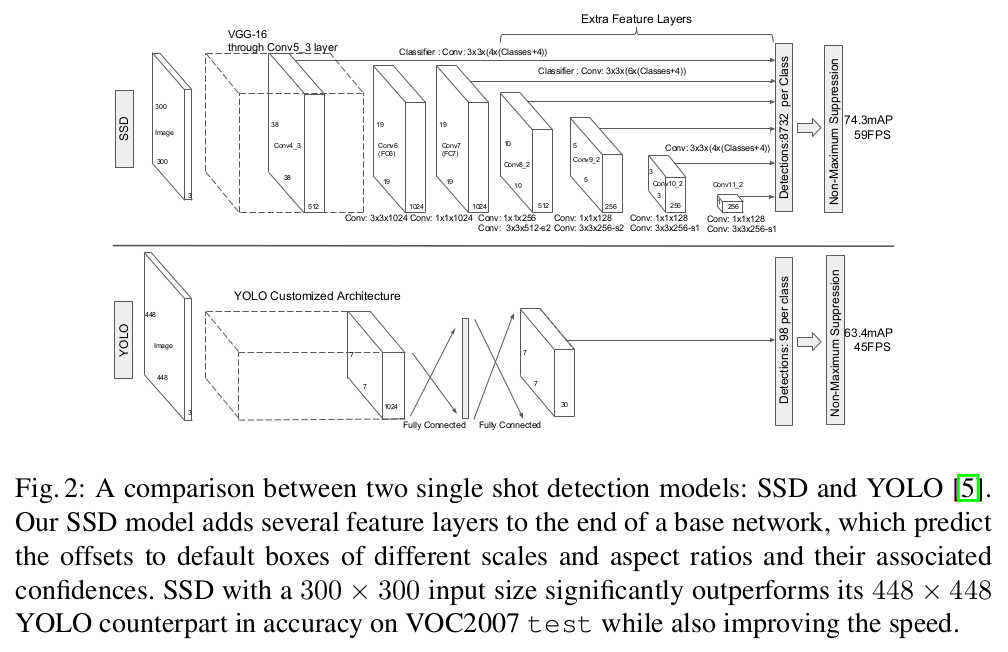 Extra Feature Layers
VGG-16
through Conv5_3 layer
Classifier : Conv: 3x3x(4x(Classes+4))
Classifier : Conv: 3x3x(6x(Classes+4))
SSD
300
Image
300
3
38
Conv4_3
38
512
19
Conv6
(FC6)
19
1024
19
Conv7
(FC7)
19
1024
10
Conv8_2
10
512
5
Conv9_2
5
256
Conv: 3x3x(4x(Classes+4))
3
Conv10_2
3
256
Conv11_2
1
256
Detections:8732 per Class
Non-Maximum Suppression
74.3mAP
59FPS
Conv: 3x3x1024
Conv: 1x1x1024
Conv: 1x1x256
Conv: 3x3x512-s2
Conv: 1x1x128
Conv: 3x3x256-s2
Conv: 1x1x128
Conv: 3x3x256-s1
Conv: 1x1x128
Conv: 3x3x256-s1
YOLO
448
Image
448
3
YOLO Customized Architecture
7
7
1024
Fully Connected
Fully Connected
7
7
30
Detections: 98 per class
Non-Maximum Suppression
63.4mAP
45FPS
Fig. 2: A comparison between two single shot detection models: SSD and YOLO [5].
Our SSD model adds several feature layers to the end of a base network, which predict
the offsets to default boxes of different scales and aspect ratios and their associated
confidences. SSD with a 300 × 300 input size significantly outperforms its 448 × 448
YOLO counterpart in accuracy on VOC2007 test while also improving the speed.